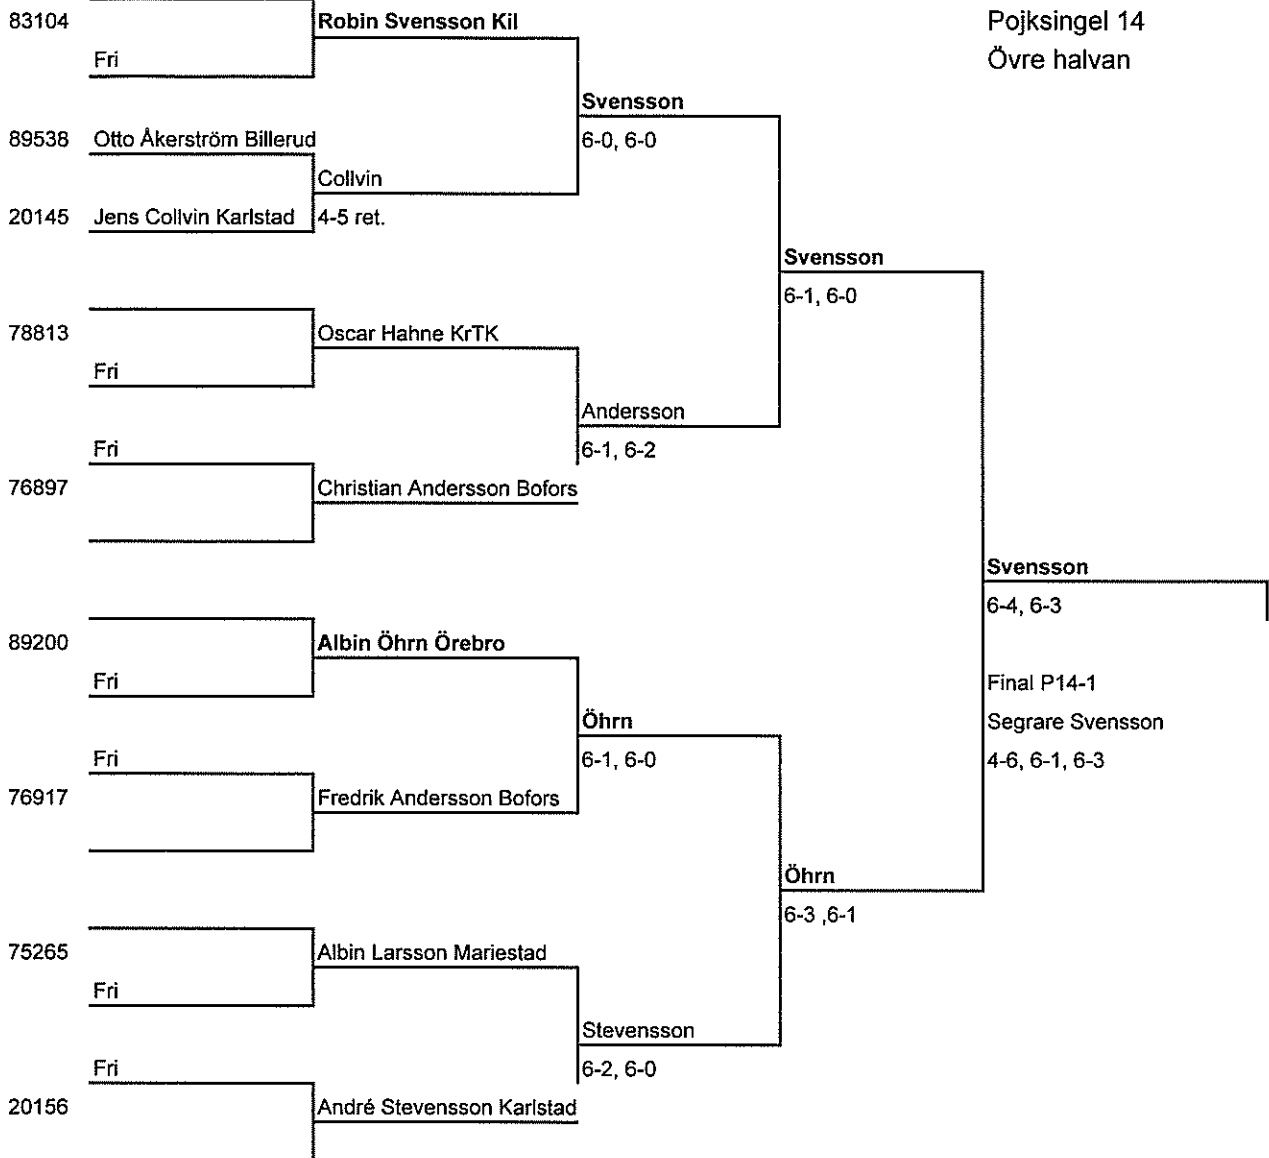 Pojksingel 14
Övre halvan
83104
Robin Svensson Kil
Fri
Svensson
6-0, 6-0
89538 Otto Åkerström Billerud
Collvin
20145 Jens Collvin Karlstad 4-5 ret.
Svensson
6-1, 6-0
78813
Oscar Hahne KrTK
Fri
Andersson
6-1, 6-2
Fri
76897
Christian Andersson Bofors
Svensson
6-4, 6-3
89200
Albin Öhrn Örebro
Fri
Final P14-1
Öhrn
Segrare Svensson
6-1, 6-0
4-6, 6-1, 6-3
Fri
76917
Fredrik Andersson Bofors
Öhrn
6-3 ,6-1
75265
Albin Larsson Mariestad
Fri
Stevensson
6-2, 6-0
Fri
20156
André Stevensson Karlstad